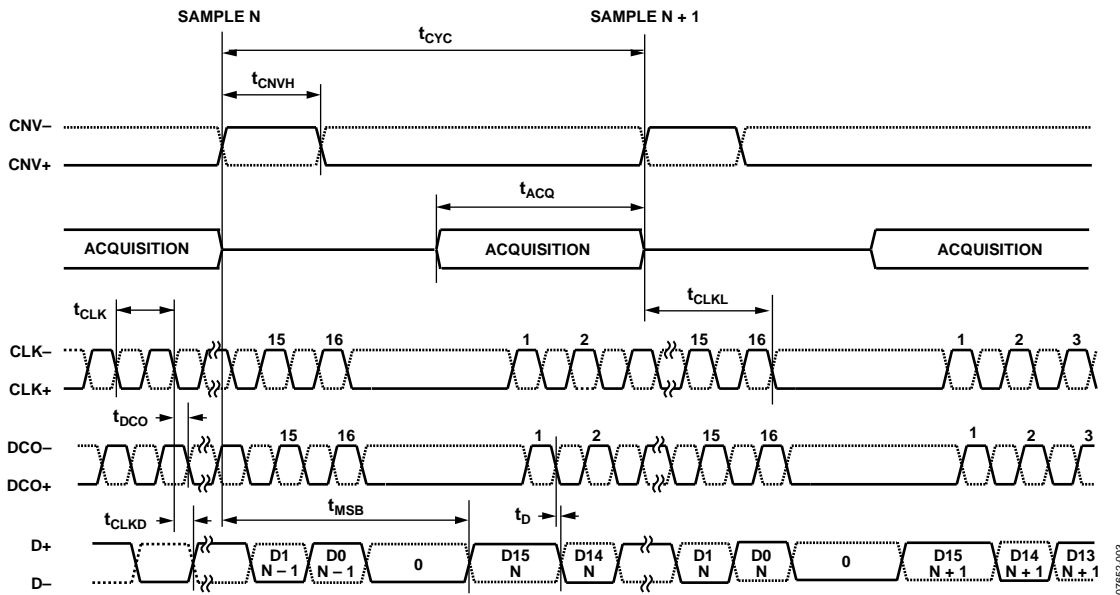 SAMPLE N SAMPLE N + 1
tCYC
tCNVH
CNV–
CNV+
tACQ
ACQUISITION ACQUISITION ACQUISITION
tCLK tCLKL
15 16 1 2 15 16 1 2 3
CLK–
CLK+
tDCO
15 16 1 2 15 16 1 2 3
DCO–
DCO+
tCLKD tMSB tD
D+
D–
D1 N – 1 D0 N – 1 0 D15 N D14 N D1 N D0 N 0 D15 N + 1 D14 N + 1 D13 N + 1
07652-002